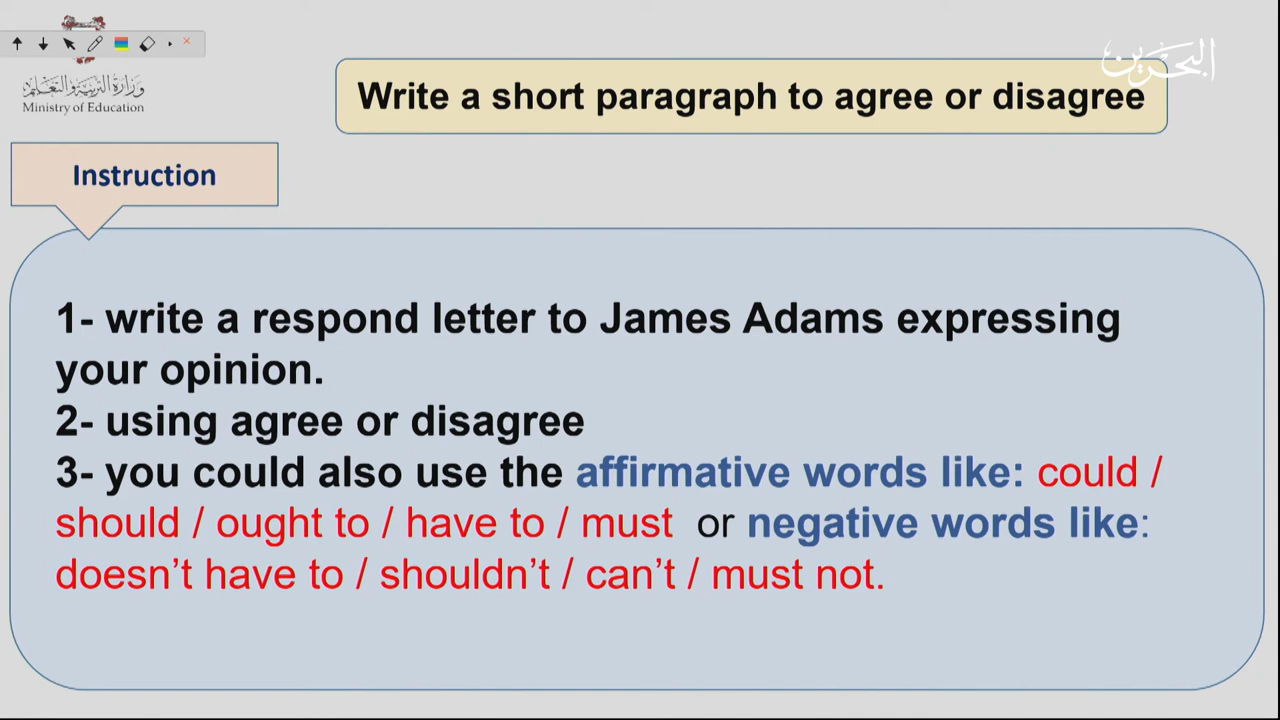 البحرين
وزارة التربية والتعليم
Ministry of Education
Write a short paragraph to agree or disagree
Instruction
1- write a respond letter to James Adams expressing
your opinion.
2- using agree or disagree
3- you could also use the affirmative words like: could /
should / ought to / have to / must or negative words like:
doesn't have to / shouldn't / can't / must not.